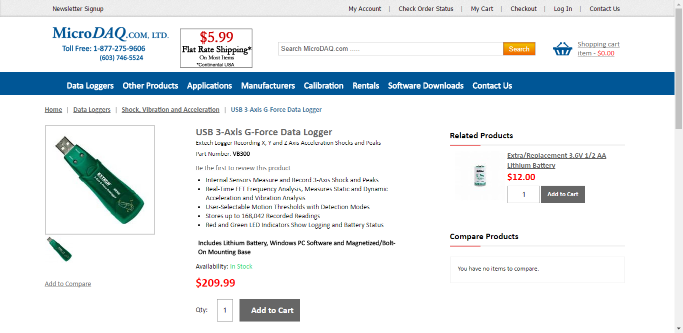 Newsletter Signup
My Account | Check Order Status | My Cart | Checkout | Log In | Contact Us
MicroDAQ.COM, LTD.
Toll Free: 1-877-275-9606
(603) 746-5524
$5.99
Flat Rate Shipping*
On Most Items
*Continental USA
Search MicroDAQ.com ......
Search
Shopping cart
item - $0.00
Data Loggers Other Products Applications Manufacturers Calibration Rentals Software Downloads Contact Us
Home | Data Loggers | Shock, Vibration and Acceleration | USB 3-Axis G-Force Data Logger
USB 3-Axis G-Force Data Logger
Extech Logger Recording X, Y and Z Axis Acceleration Shocks and Peaks
Part Number: VB300
Be the first to review this product
• Internal Sensors Measure and Record 3-Axis Shock and Peaks
• Real-Time FFT Frequency Analysis, Measures Static and Dynamic
Acceleration and Vibration Analysis
• User-Selectable Motion Thresholds with Detection Modes
• Stores up to 168,042 Recorded Readings
• Red and Green LED Indicators Show Logging and Battery Status
Includes Lithium Battery, Windows PC Software and Magnetized/Bolt-
On Mounting Base
Availability: In Stock
$209.99
Qty: 1 Add to Cart
Add to Compare
Related Products
Extra/Replacement 3.6V 1/2 AA
Lithium Battery
$12.00
1 Add to Cart
Compare Products
You have no items to compare.